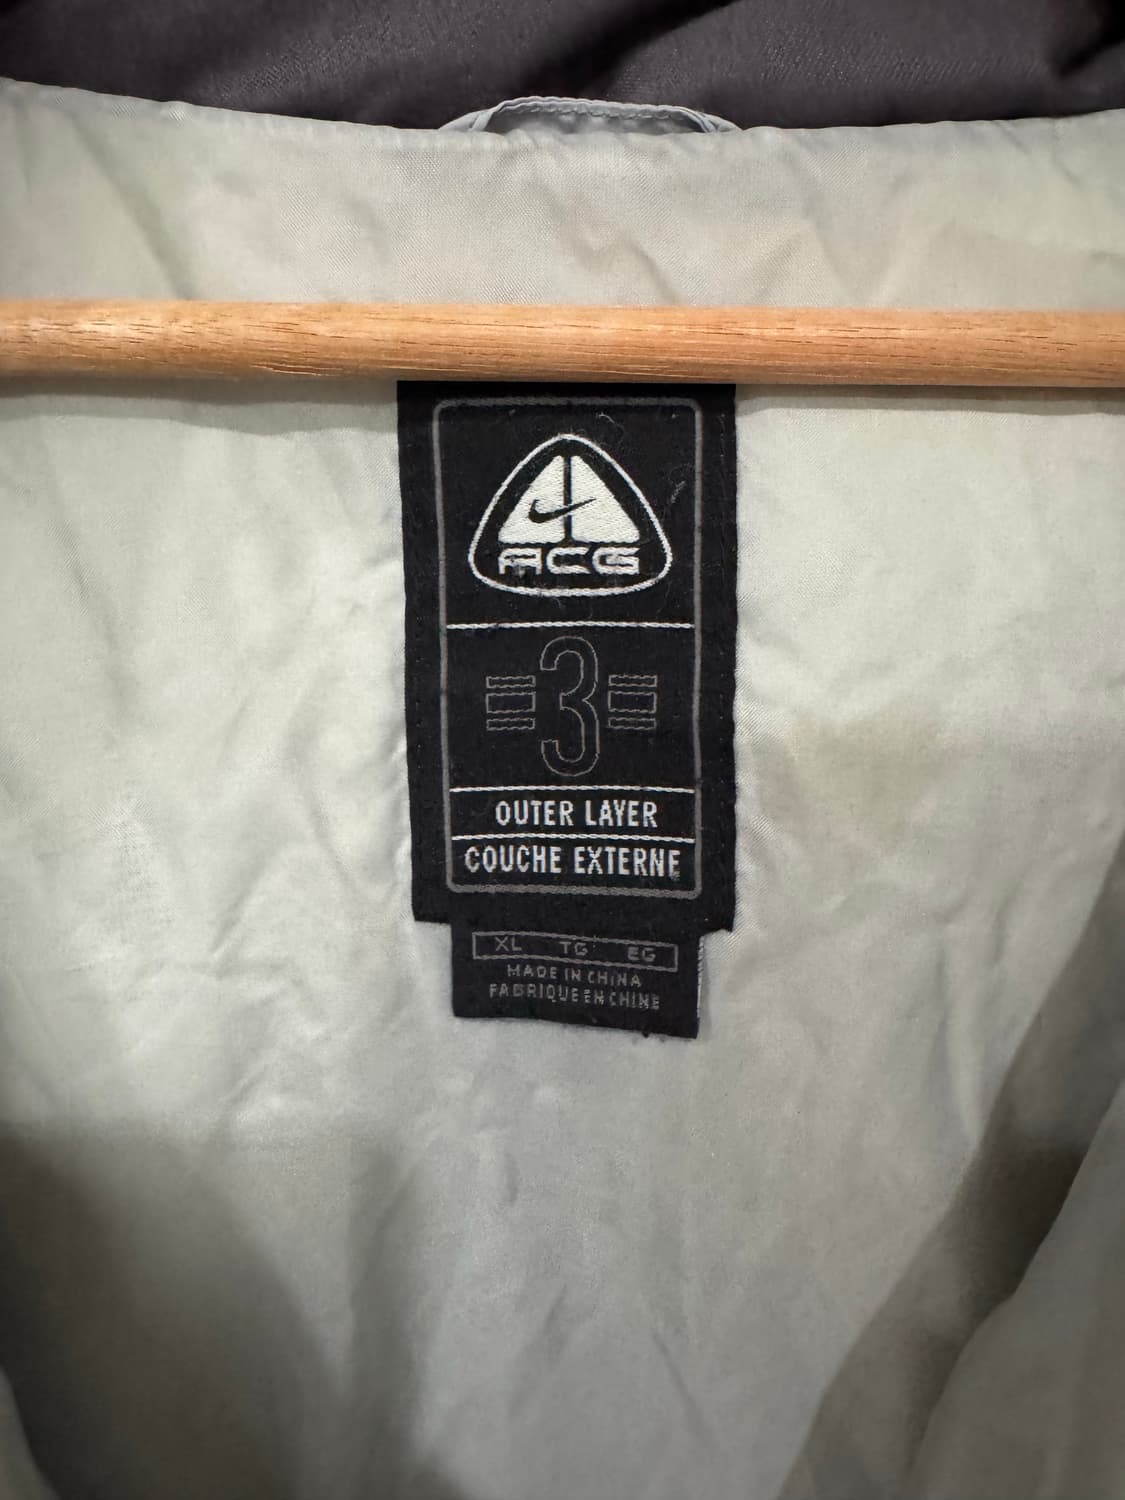 ACG
3
OUTER LAYER
COUCHE EXTERNE
XL TG EG
MADE IN CHINA
FABRIQUE EN CHINE